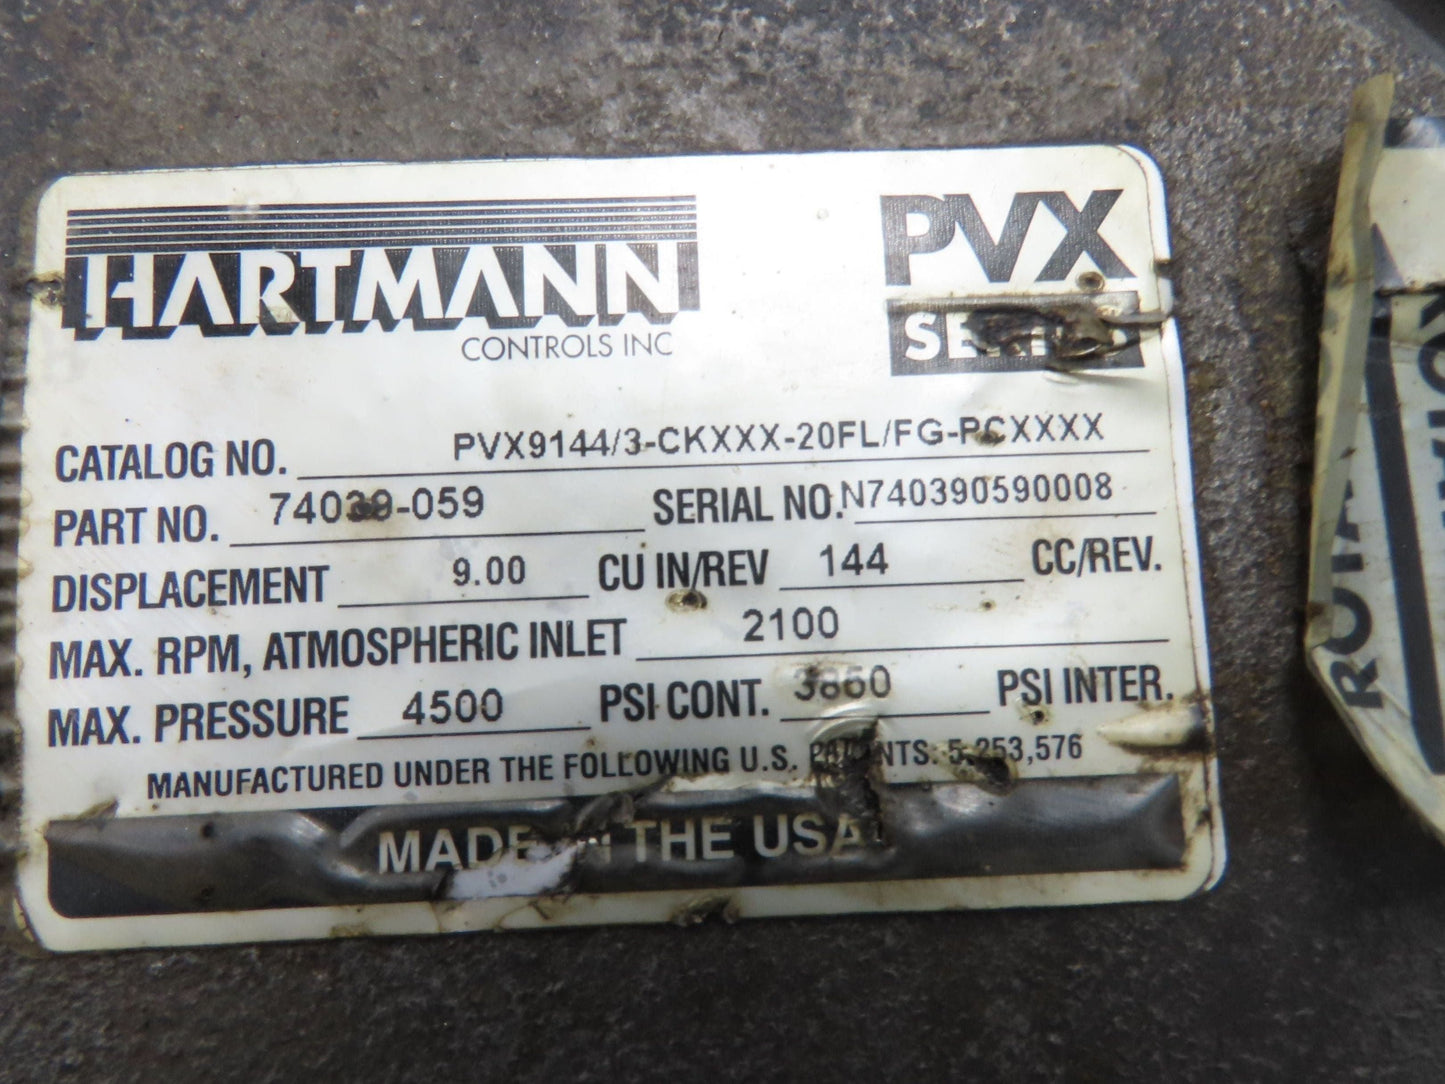 HARTMANN
CONTROLS INC
PVX
SERIES
CATALOG NO. PVX9144/3-CKXXX-20FL/FG-PCXXXX
PART NO. 74039-059 SERIAL NO. N740390590008
DISPLACEMENT 9.00 CU IN/REV 144 CC/REV.
MAX. RPM, ATMOSPHERIC INLET 2100
MAX. PRESSURE 4500 PSI CONT. PSI INTER.
MANUFACTURED UNDER THE FOLLOWING U.S. PATENTS: 5,253,576
MADE IN THE USA